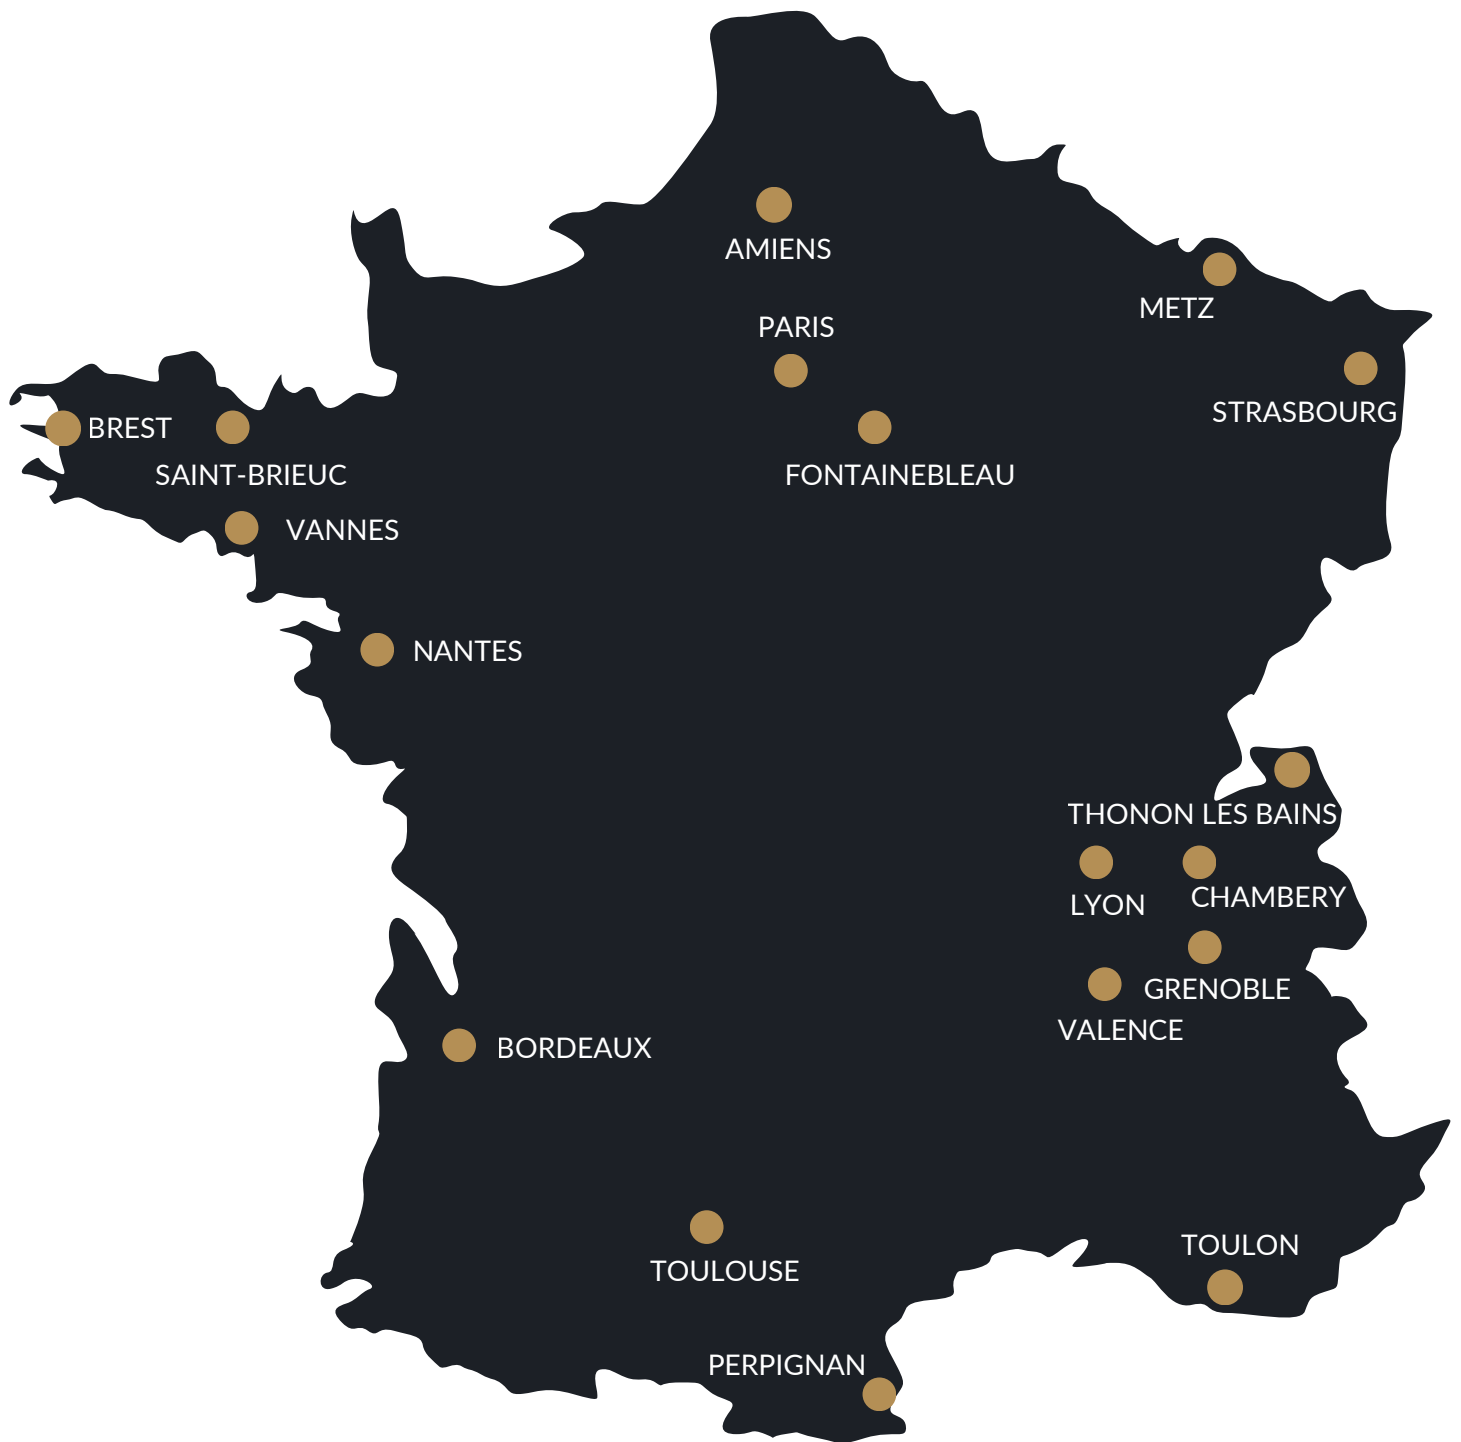 AMIENS
METZ
PARIS
STRASBOURG
BREST
SAINT-BRIEUC
FONTAINEBLEAU
VANNES
NANTES
THONON LES BAINS
LYON
CHAMBERY
GRENOBLE
VALENCE
BORDEAUX
TOULON
TOULOUSE
PERPIGNAN